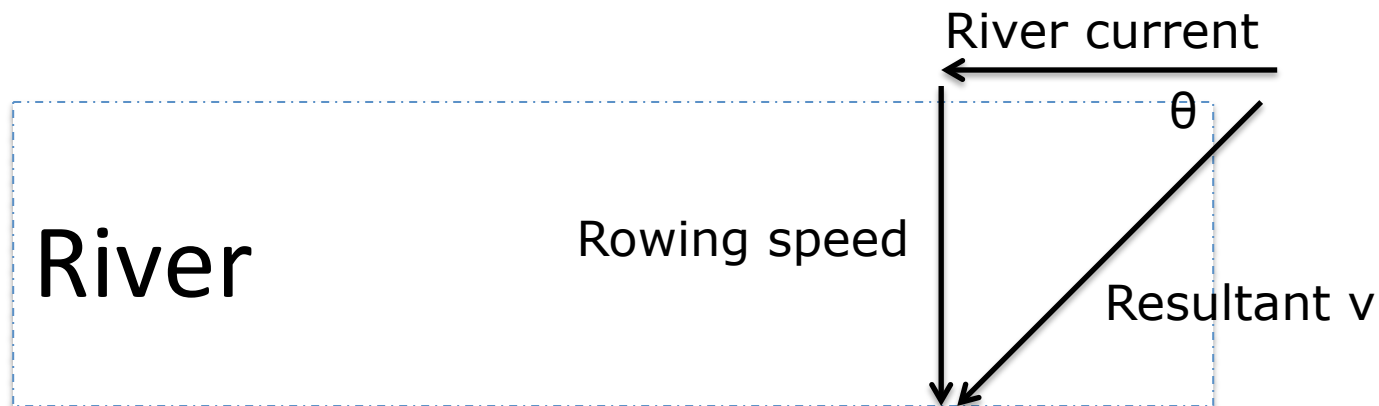 River current
θ
River
Rowing speed
Resultant v